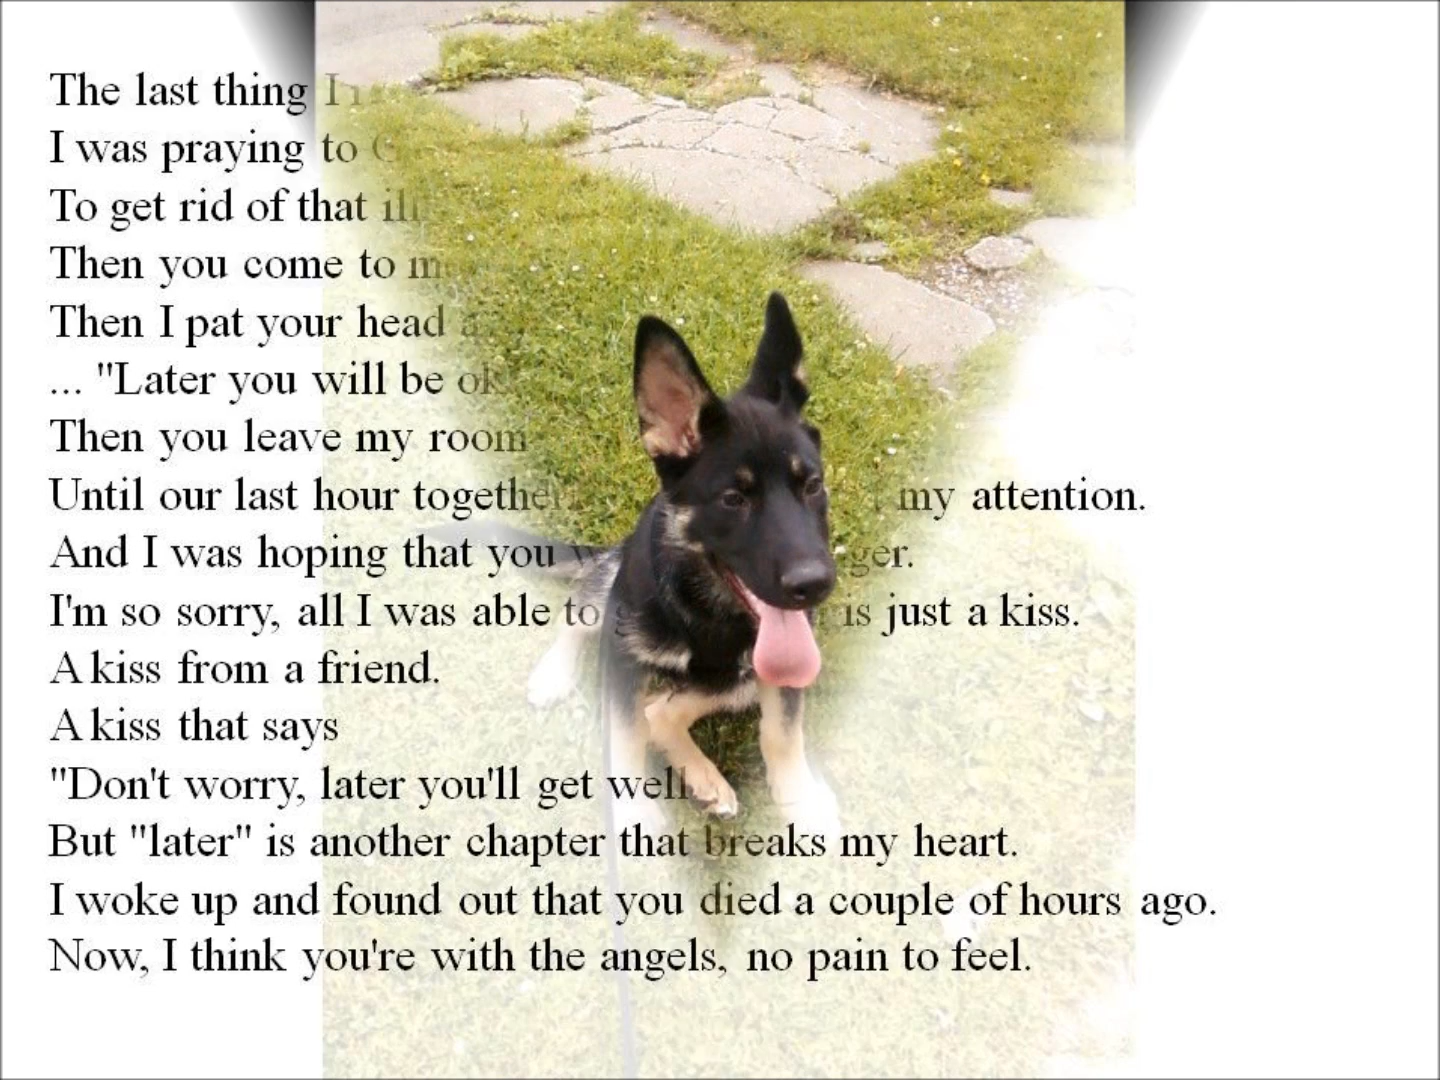 The last thing I
I was praying to
To get rid of that
Then you come to
Then I pat your head
... "Later you will be ok
Then you leave my room
Until our last hour together my attention.
And I was hoping that you
I'm so sorry, all I was able to is just a kiss.
A kiss from a friend.
A kiss that says
"Don't worry, later you'll get well
But "later" is another chapter that breaks my heart.
I woke up and found out that you died a couple of hours ago.
Now, I think you're with the angels, no pain to feel.